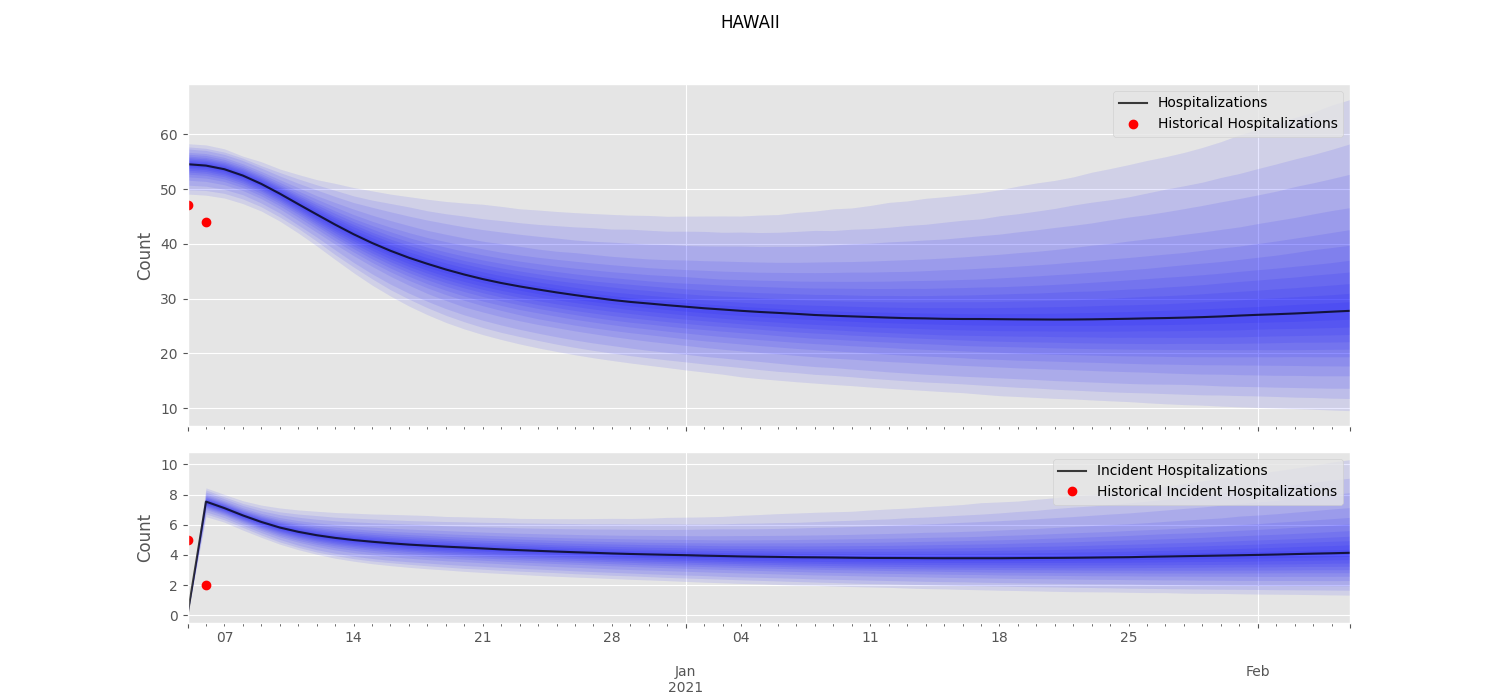 HAWAII
Hospitalizations
Historical Hospitalizations
60
50
40
30
20
10
Count
Incident Hospitalizations
Historical Incident Hospitalizations
10
8
6
4
2
0
Count
07 14 21 28 04 11 18 25
Jan Feb
2021